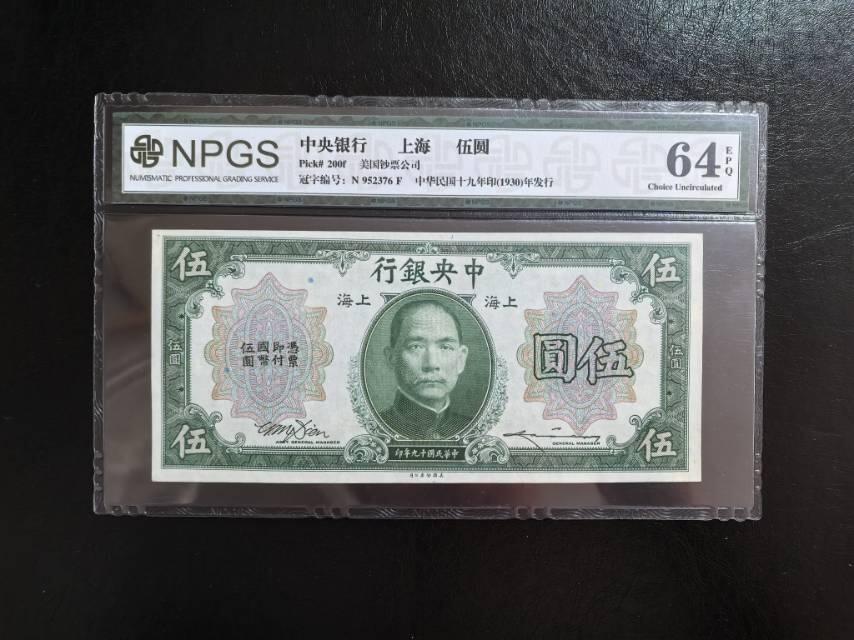 NPGS
NUMISMATIC PROFESSIONAL GRADING SERVICE
中央银行 上海 伍圆
Pick# 200f 美国钞票公司
冠字编号: N 952376 F 中华民国十九年印(1930)年发行
64 EPQ
Choice Uncirculated
伍 伍
行銀央中
海上 海上
憑票
即付
國幣
伍圓
圓伍
伍圓 伍圓
ASST. GENERAL MANAGER
GENERAL MANAGER
伍 伍
印年九十國民華中